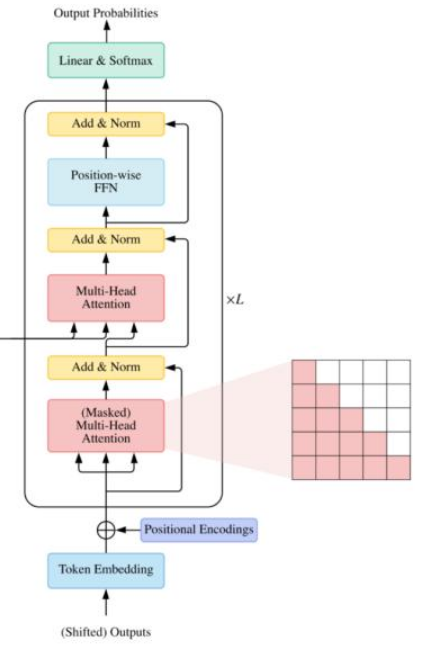 Output Probabilities
Linear & Softmax
Add & Norm
Position-wise
FFN
Add & Norm
Multi-Head
Attention
×L
Add & Norm
(Masked)
Multi-Head
Attention
Positional Encodings
Token Embedding
(Shifted) Outputs